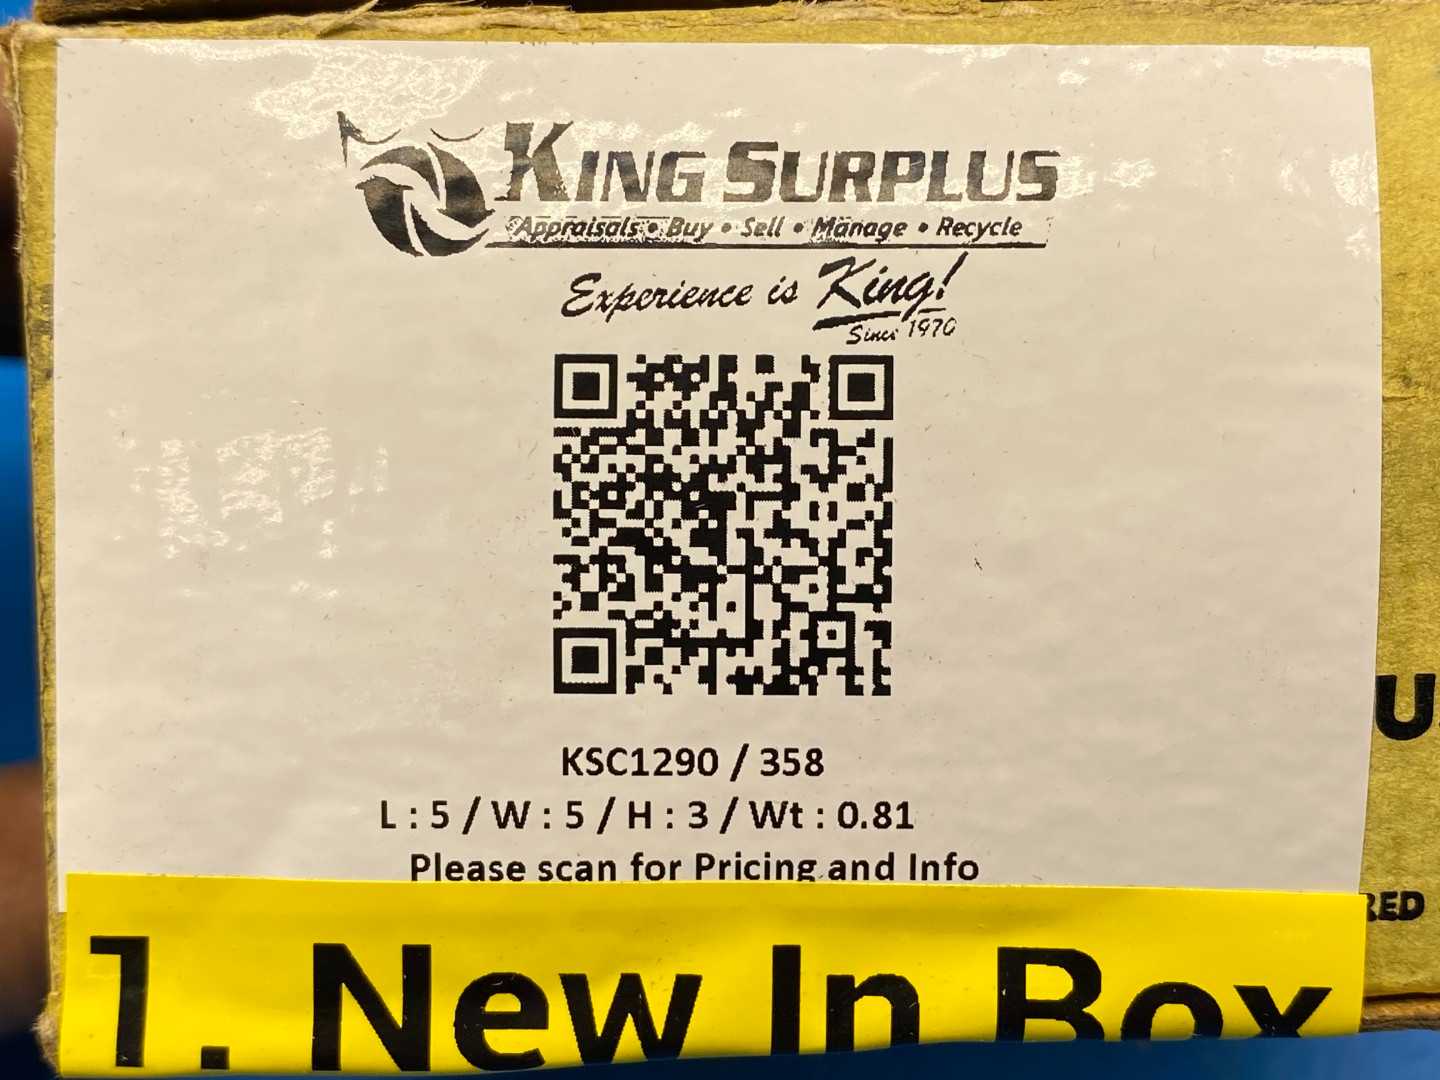 KING SURPLUS
Appraisals • Buy • Sell • Manage • Recycle
Experience is King!
Since 1970
KSC1290 / 358
L : 5 / W : 5 / H : 3 / Wt : 0.81
Please scan for Pricing and Info
1. New In Box